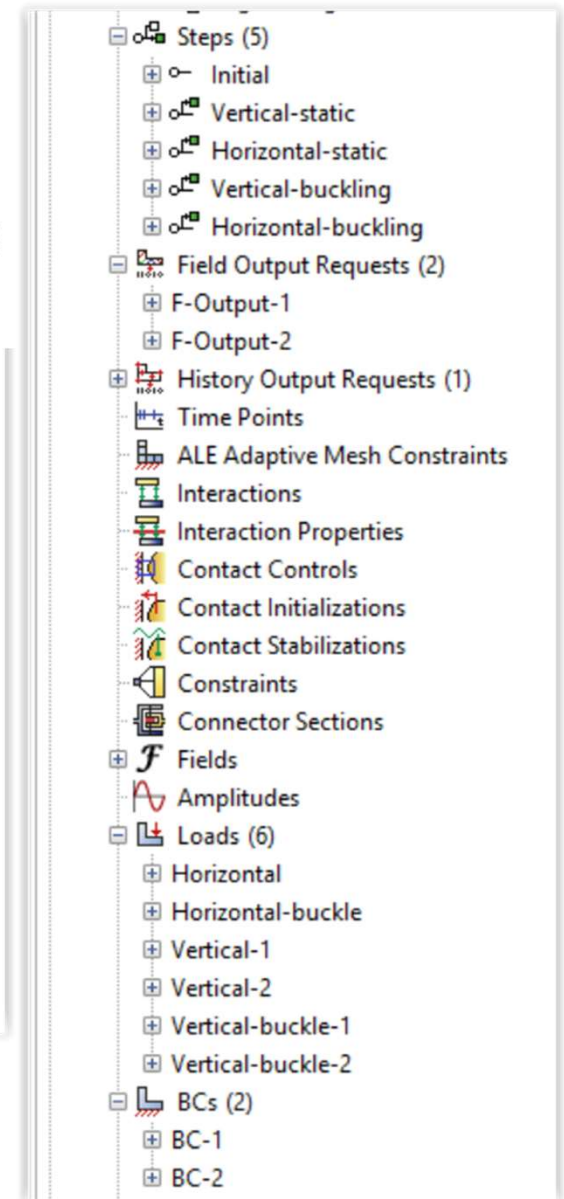 Steps (5)
Initial
Vertical-static
Horizontal-static
Vertical-buckling
Horizontal-buckling
Field Output Requests (2)
F-Output-1
F-Output-2
History Output Requests (1)
Time Points
ALE Adaptive Mesh Constraints
Interactions
Interaction Properties
Contact Controls
Contact Initializations
Contact Stabilizations
Constraints
Connector Sections
Fields
Amplitudes
Loads (6)
Horizontal
Horizontal-buckle
Vertical-1
Vertical-2
Vertical-buckle-1
Vertical-buckle-2
BCs (2)
BC-1
BC-2